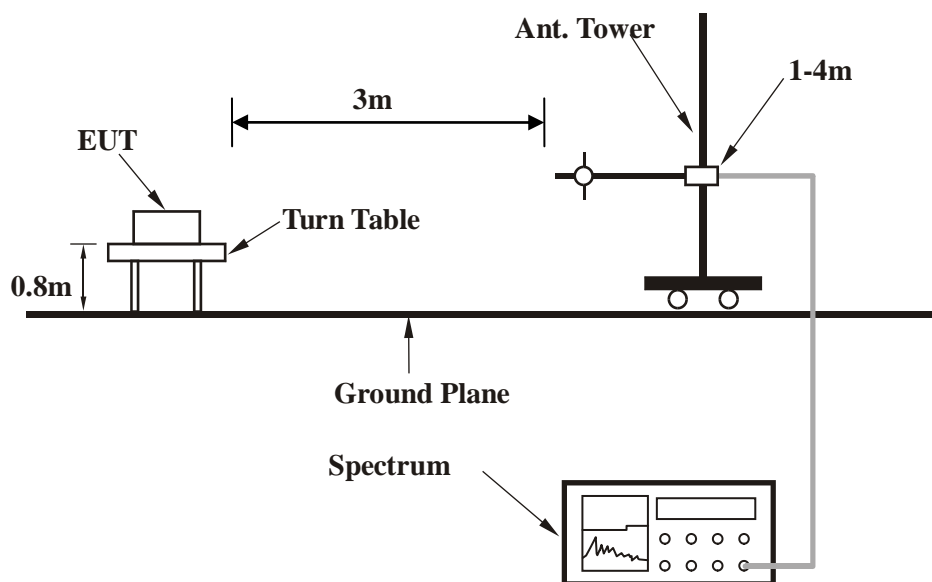 Ant. Tower
1-4m
3m
EUT
Turn Table
0.8m
Ground Plane
Spectrum